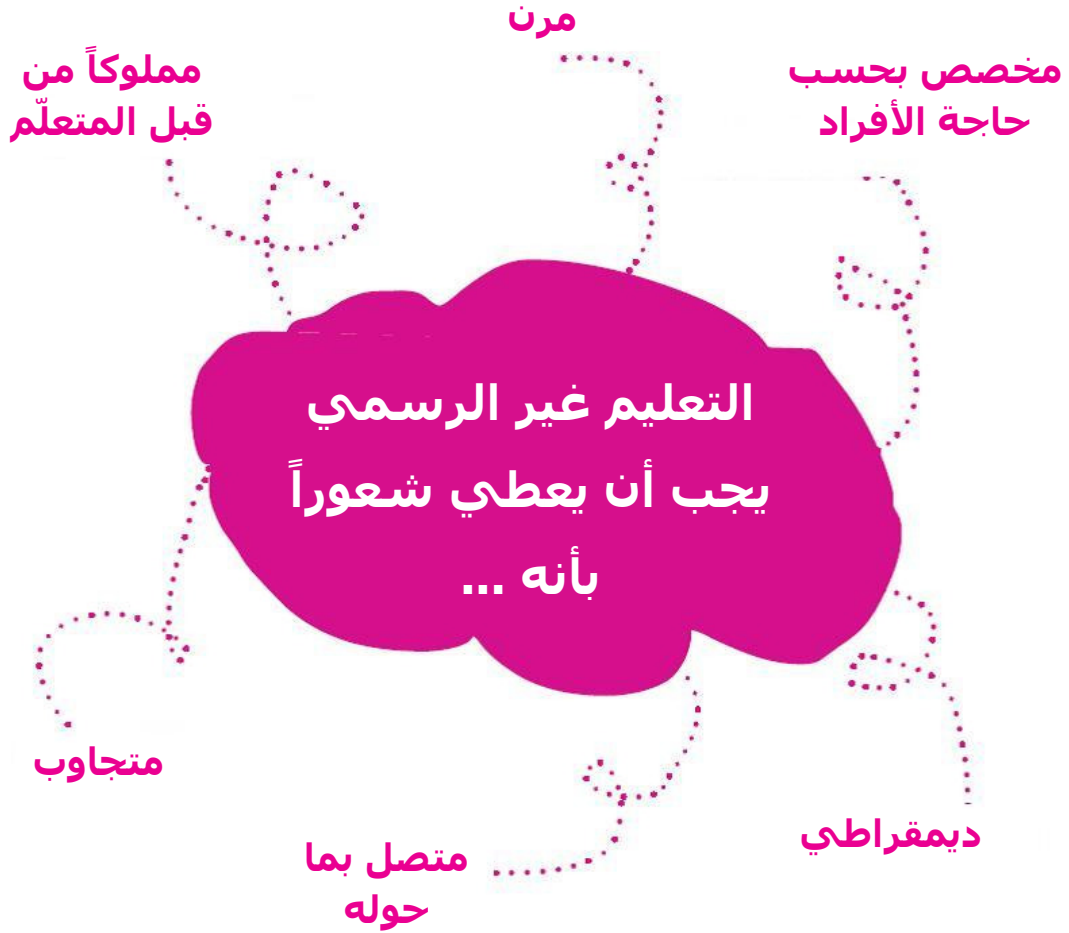 مرن
مخصص بحسب
حاجة الأفراد
مملوكاً من
قبل المتعلّم
التعليم غير الرسمي
يجب أن يعطي شعوراً
بأنه ...
متجاوب
ديمقراطي
متصل بما
حوله